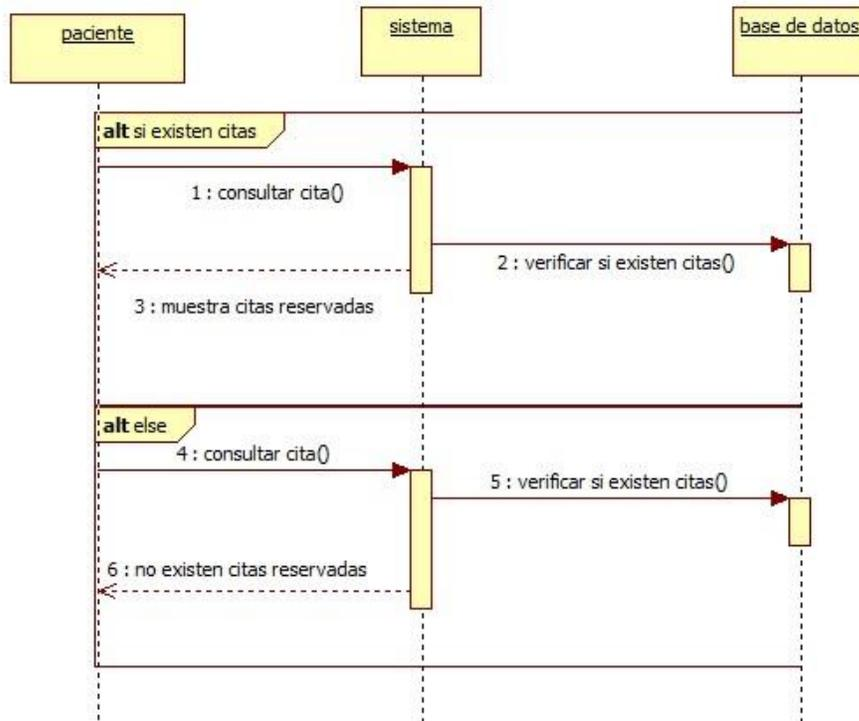 paciente
sistema
base de datos
alt si existen citas
1 : consultar cita()
2 : verificar si existen citas()
3 : muestra citas reservadas
alt else
4 : consultar cita()
5 : verificar si existen citas()
6 : no existen citas reservadas